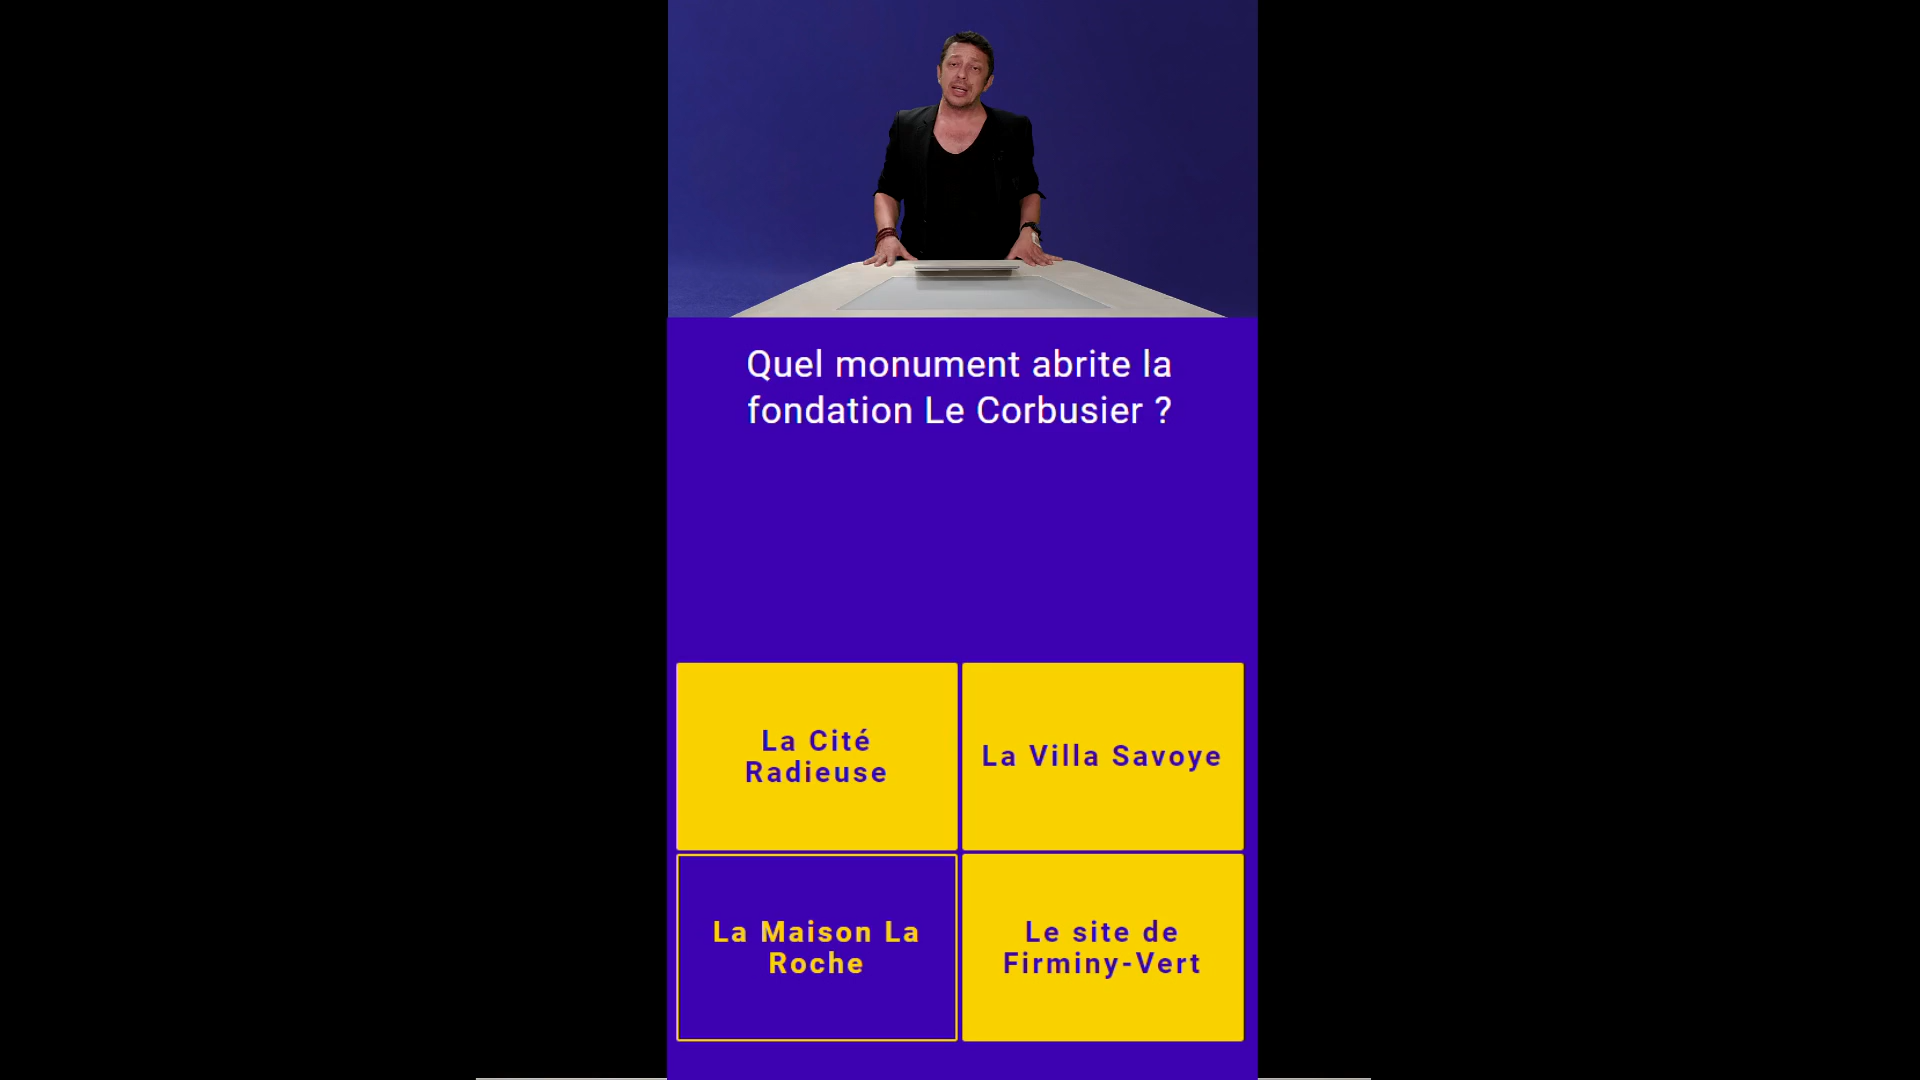 Quel monument abrite la
fondation Le Corbusier ?
La Cité
Radieuse
La Villa Savoye
La Maison La
Roche
Le site de
Firminy-Vert